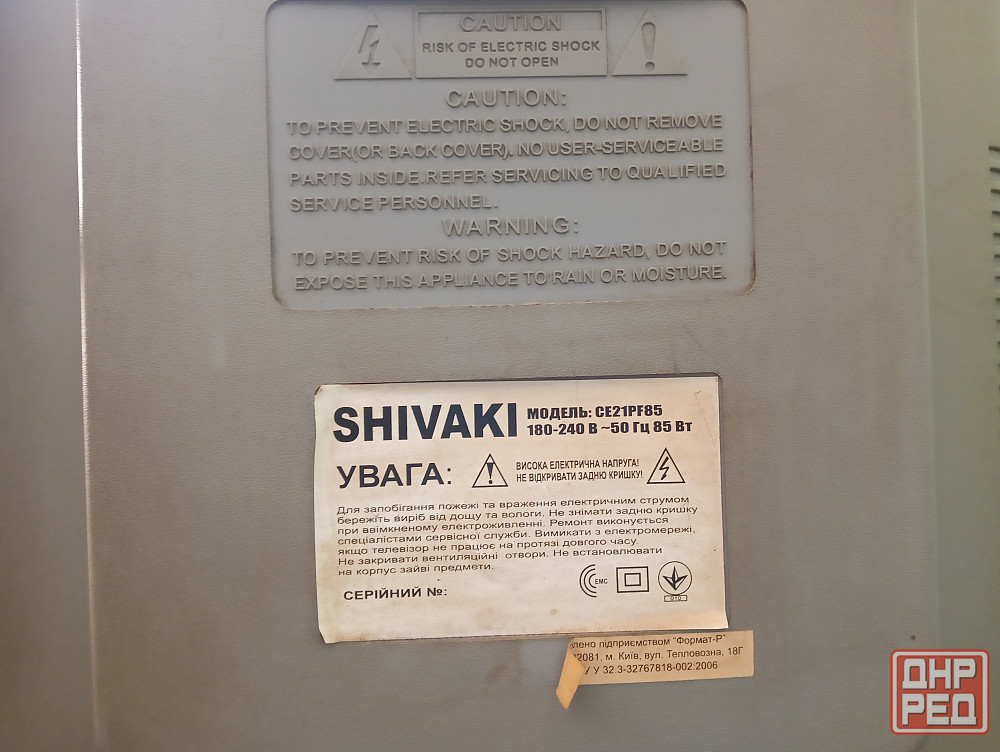 CAUTION
RISK OF ELECTRIC SHOCK
DO NOT OPEN
CAUTION:
TO PREVENT ELECTRIC SHOCK, DO NOT REMOVE
COVER(OR BACK COVER). NO USER-SERVICEABLE
PARTS INSIDE.REFER SERVICING TO QUALIFIED
SERVICE PERSONNEL.
WARNING:
TO PREVENT RISK OF SHOCK HAZARD, DO NOT
EXPOSE THIS APPLIANCE TO RAIN OR MOISTURE.
SHIVAKI
МОДЕЛЬ: CE21PF85
180-240 В ~50 Гц 85 Вт
УВАГА:
ВИСОКА ЕЛЕКТРИЧНА НАПРУГА!
НЕ ВІДКРИВАТИ ЗАДНЮ КРИШКУ!
Для запобігання пожежі та враження електричним струмом
бережіть виріб від дощу та вологи. Не знімати задню кришку
при ввімкненому електроживленні. Ремонт виконується
спеціалістами сервісної служби. Вимикати з електромережі,
якщо телевізор не працює на протязі довгого часу.
Не закривати вентиляційні отвори. Не встановлювати
на корпус зайві предмети.
СЕРІЙНИЙ №:
EMC
підприємством "Формат-Р"
2081, м. Київ, вул. Тепловозна, 18Г
У 32.3-32767818-002:2006
ДНР
РЕД